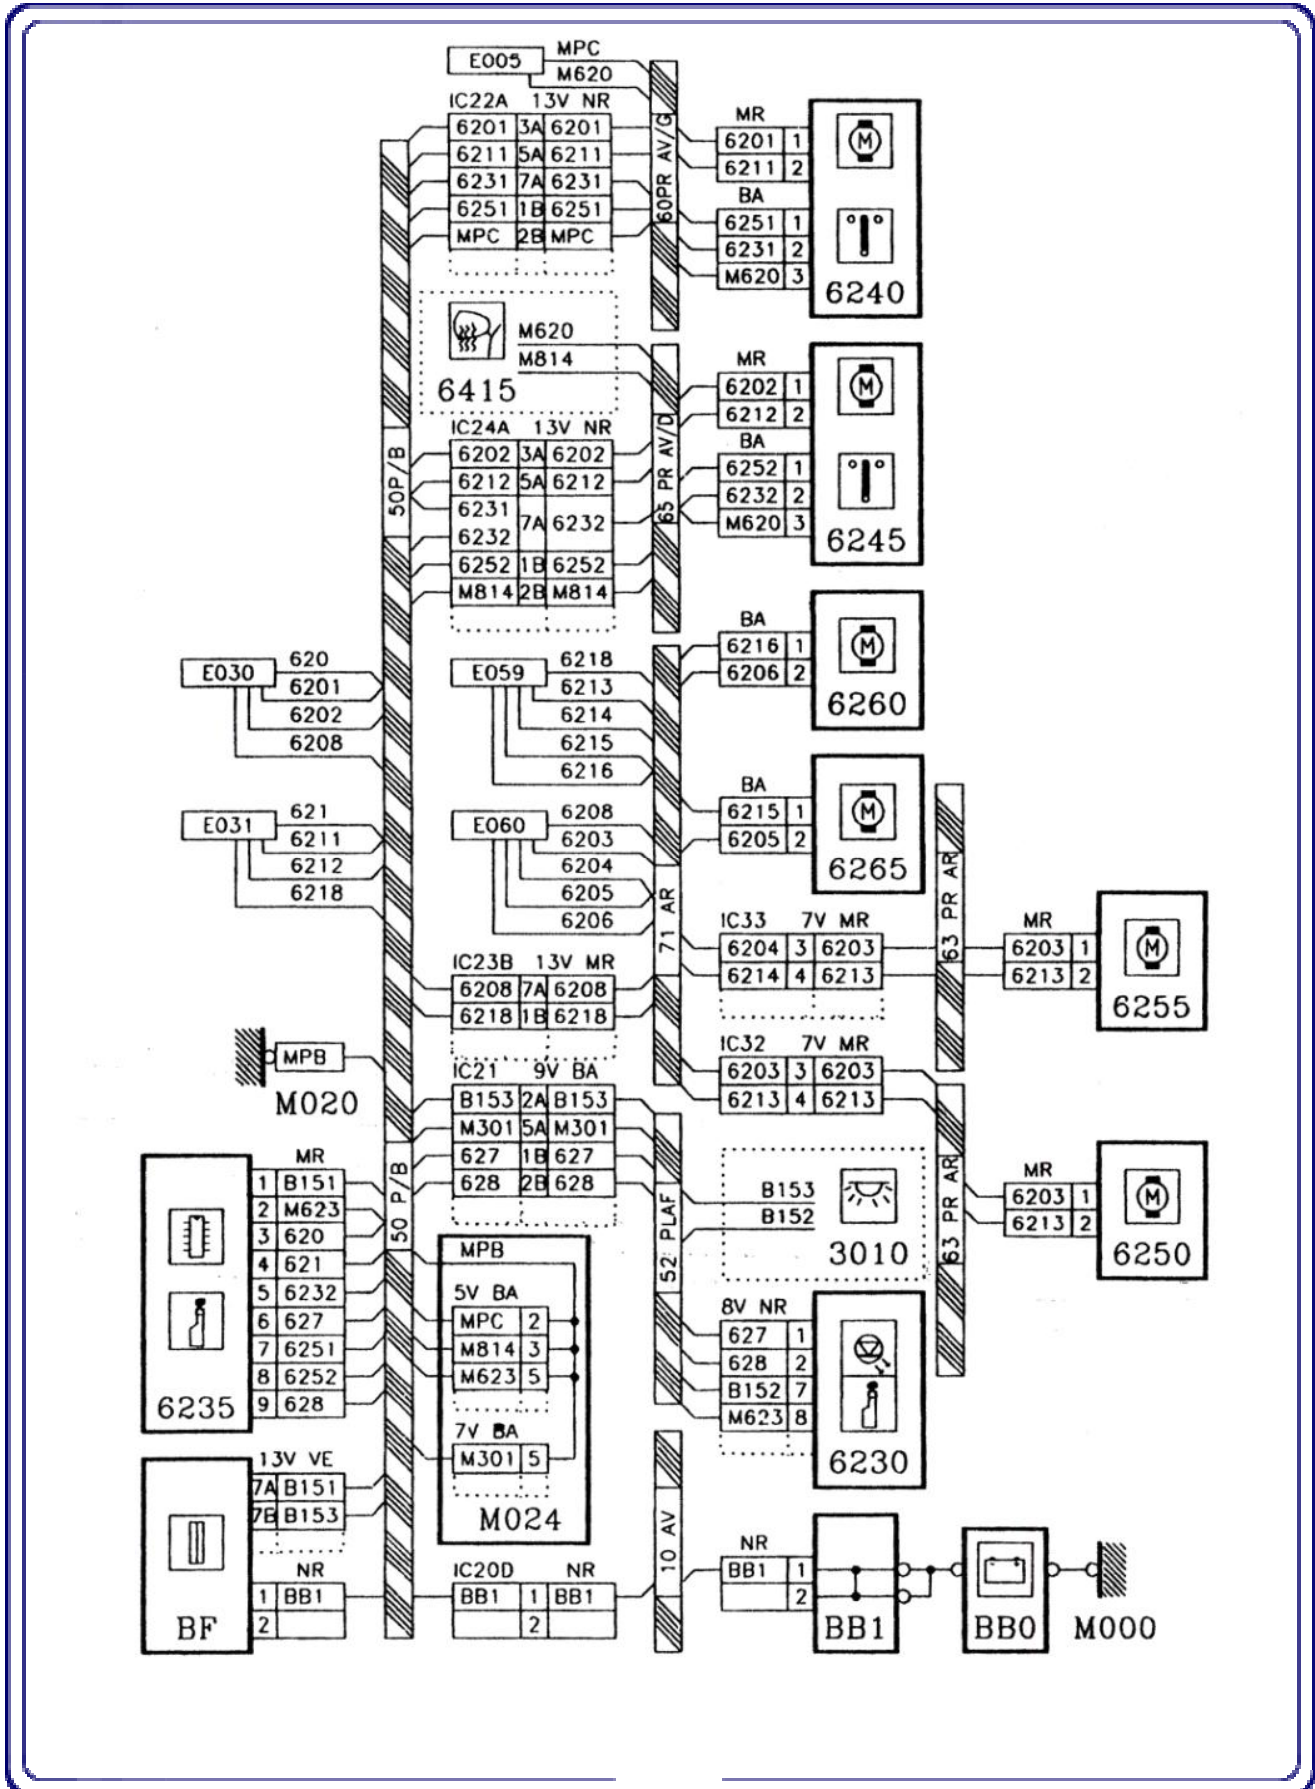 E005 MPC
M620
IC22A 13V NR
6201 3A 6201
6211 5A 6211
6231 7A 6231
6251 1B 6251
MPC 2B MPC
60PR AV/G
MR
6201 1
6211 2
BA
6251 1
6231 2
M620 3
M
6240
M620
M814
6415
IC24A 13V NR
6202 3A 6202
6212 5A 6212
6231
7A 6232
6232
6252 1B 6252
M814 2B M814
50P/B
65 PR AV/D
MR
6202 1
6212 2
BA
6252 1
6232 2
M620 3
M
6245
BA
6216 1
6206 2
M
6260
E030 620
6201
6202
6208
E059 6218
6213
6214
6215
6216
BA
6215 1
6205 2
M
6265
E031 621
6211
6212
6218
E060 6208
6203
6204
6205
6206
71 AR
IC33 7V MR
6204 3 6203
6214 4 6213
63 PR AR
MR
6203 1
6213 2
M
6255
IC23B 13V MR
6208 7A 6208
6218 1B 6218
MPB
M020
IC32 7V MR
6203 3 6203
6213 4 6213
IC21 9V BA
B153 2A B153
M301 5A M301
627 1B 627
628 2B 628
50 P/B
52 PLAF
B153
B152
3010
63 PR AR
MR
6203 1
6213 2
M
6250
MR
1 B151
2 M623
3 620
4 621
5 6232
6 627
7 6251
8 6252
9 628
6235
MPB
5V BA
MPC 2
M814 3
M623 5
7V BA
M301 5
M024
8V NR
627 1
628 2
B152 7
M623 8
6230
13V VE
7A B151
7B B153
NR
1 BB1
2
BF
IC20D NR
BB1 1 BB1
2
10 AV
NR
BB1 1
2
BB1
BB0
M000